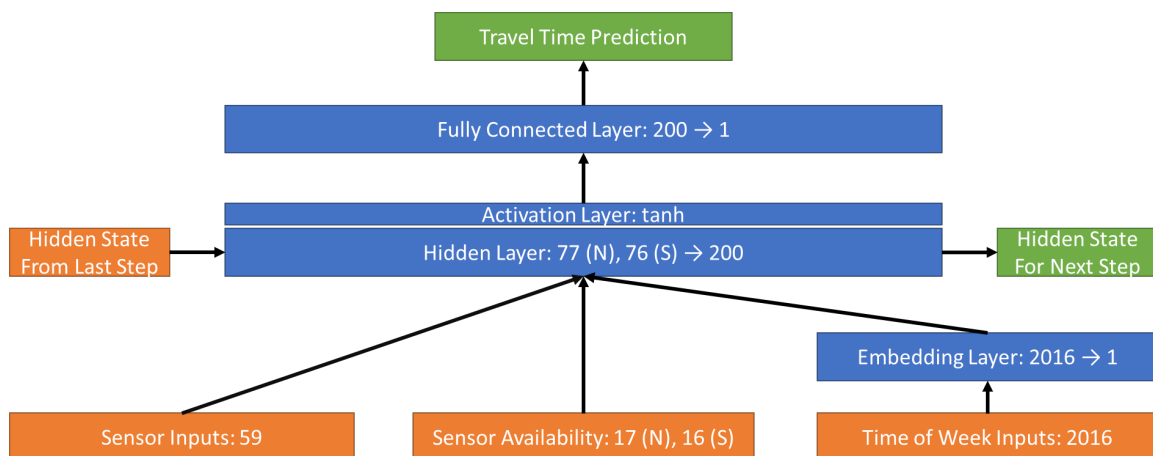 Travel Time Prediction
Fully Connected Layer: 200 → 1
Activation Layer: tanh
Hidden State
From Last Step
Hidden Layer: 77 (N), 76 (S) → 200
Hidden State
For Next Step
Embedding Layer: 2016 → 1
Sensor Inputs: 59
Sensor Availability: 17 (N), 16 (S)
Time of Week Inputs: 2016